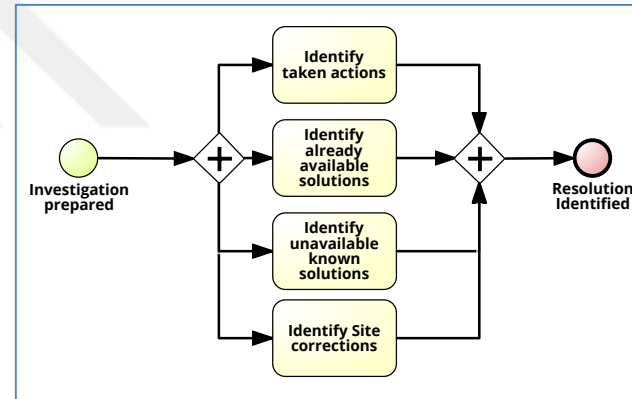 Identify
taken actions
Identify
already
available
solutions
Investigation
prepared
Resolution
Identified
Identify
unavailable
known
solutions
Identify Site
corrections